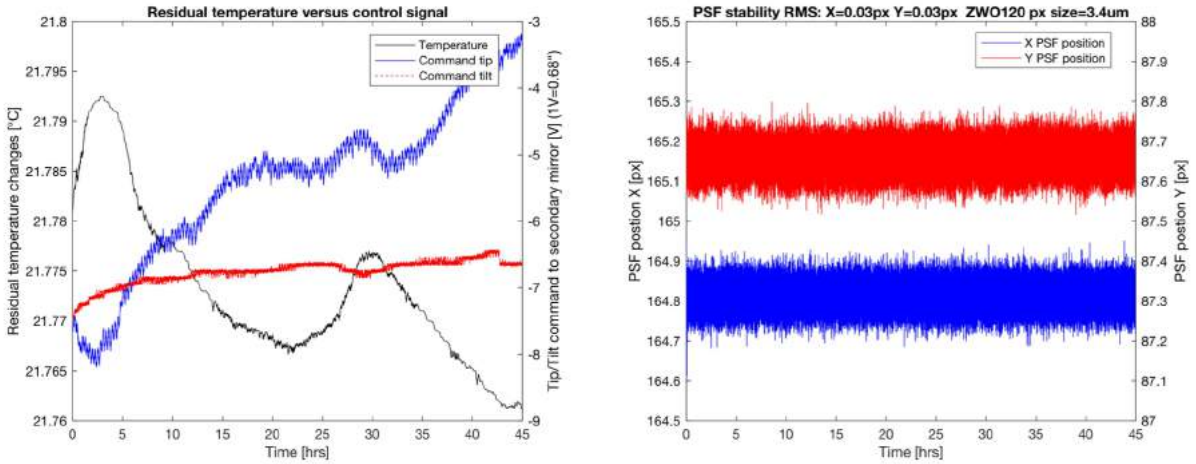 Residual temperature versus control signal
21.8
21.795
21.79
21.785
21.78
21.775
21.77
21.765
21.76
Residual temperature changes [°C]
Temperature
Command tip
Command tilt
-3
-4
-5
-6
-7
-8
-9
Tip/Tilt command to secondary mirror [V] (1V=0.68")
0 5 10 15 20 25 30 35 40 45
Time [hrs]
PSF stability RMS: X=0.03px Y=0.03px ZWO120 px size=3.4um
165.5
165.4
165.3
165.2
165.1
165
164.9
164.8
164.7
164.6
164.5
PSF postion X [px]
X PSF position
Y PSF position
88
87.9
87.8
87.7
87.6
87.5
87.4
87.3
87.2
87.1
87
PSF position Y [px]
0 5 10 15 20 25 30 35 40 45
Time [hrs]